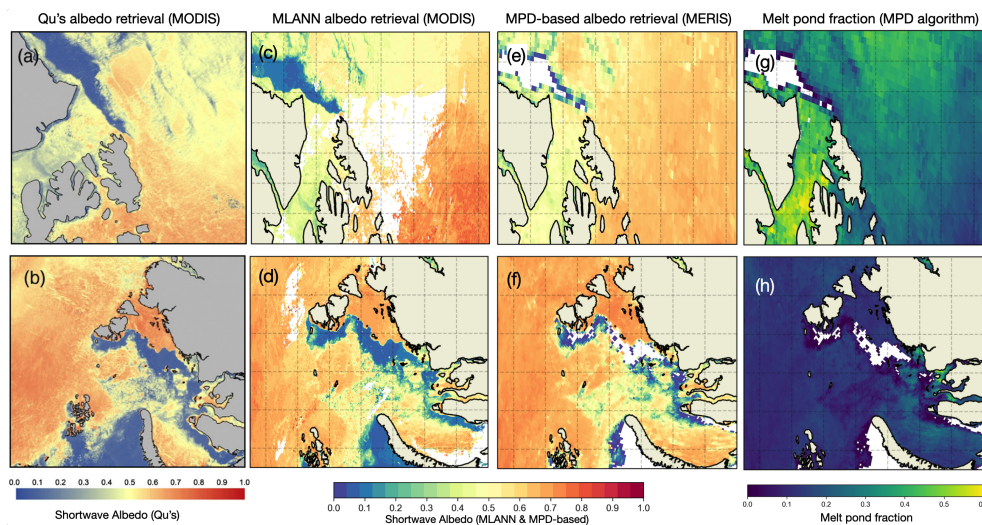 Qu's albedo retrieval (MODIS) MLANN albedo retrieval (MODIS) MPD-based albedo retrieval (MERIS) Melt pond fraction (MPD algorithm)
(a) (c) (e) (g)
(b) (d) (f) (h)
0.0 0.1 0.2 0.3 0.4 0.5 0.6 0.7 0.8 0.9 1.0
Shortwave Albedo (Qu's)
0.0 0.1 0.2 0.3 0.4 0.5 0.6 0.7 0.8 0.9 1.0
Shortwave Albedo (MLANN & MPD-based)
0.0 0.1 0.2 0.3 0.4 0.5
Melt pond fraction